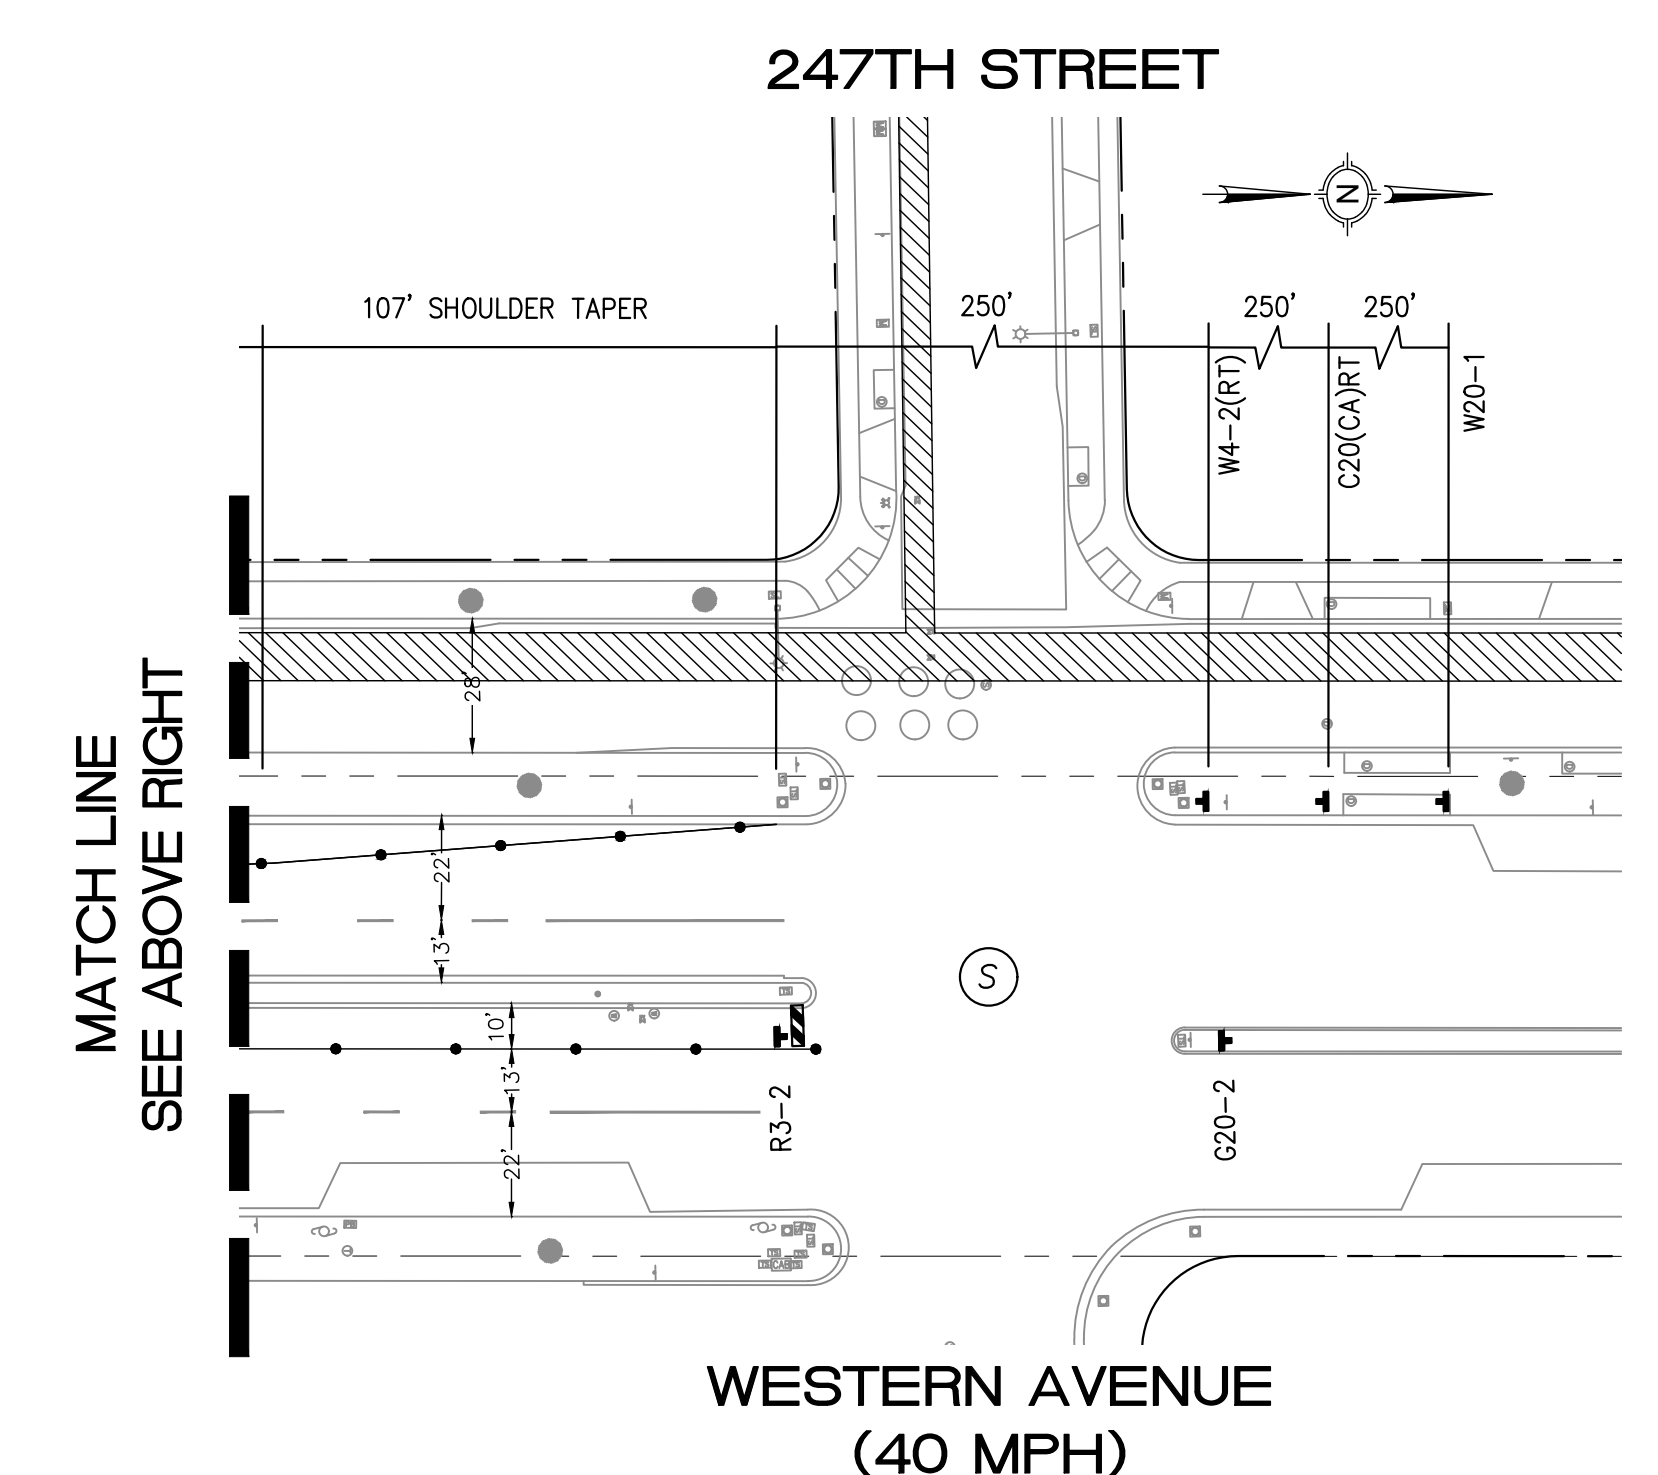 247TH STREET
N
107' SHOULDER TAPER
250'
250'
250'
W4-2(RT)
C20(CA)RT
W20-1
28'
MATCH LINE
SEE ABOVE RIGHT
22'
13'
S
10'
13'
R3-2
G20-2
22'
CAB
WESTERN AVENUE
(40 MPH)